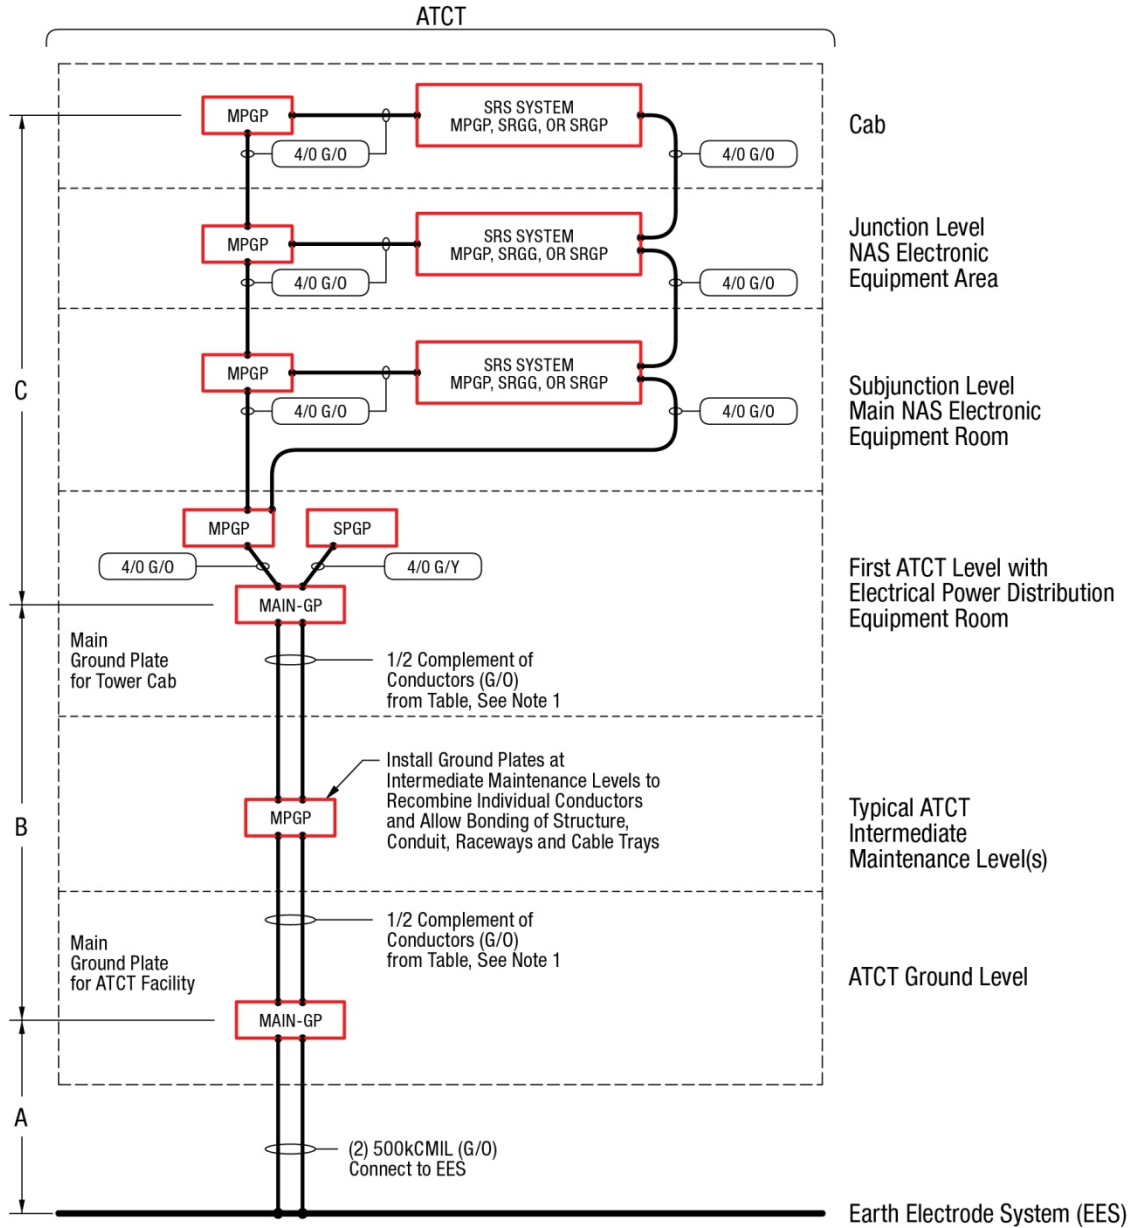 ATCT
MPGP
SRS SYSTEM
MPGP, SRGG, OR SRGP
Cab
4/0 G/O
4/0 G/O
MPGP
SRS SYSTEM
MPGP, SRGG, OR SRGP
Junction Level
NAS Electronic
Equipment Area
4/0 G/O
4/0 G/O
MPGP
SRS SYSTEM
MPGP, SRGG, OR SRGP
Subjunction Level
Main NAS Electronic
Equipment Room
4/0 G/O
4/0 G/O
C
MPGP
SPGP
4/0 G/O
4/0 G/Y
MAIN-GP
First ATCT Level with
Electrical Power Distribution
Equipment Room
Main
Ground Plate
for Tower Cab
1/2 Complement of
Conductors (G/O)
from Table, See Note 1
Install Ground Plates at
Intermediate Maintenance Levels to
Recombine Individual Conductors
and Allow Bonding of Structure,
Conduit, Raceways and Cable Trays
MPGP
B
Typical ATCT
Intermediate
Maintenance Level(s)
Main
Ground Plate
for ATCT Facility
1/2 Complement of
Conductors (G/O)
from Table, See Note 1
ATCT Ground Level
MAIN-GP
A
(2) 500kCMIL (G/O)
Connect to EES
Earth Electrode System (EES)